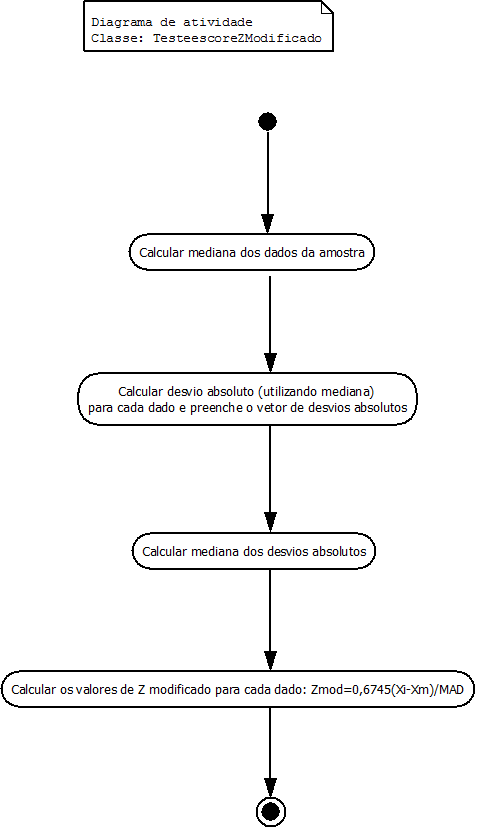 Diagrama de atividade
Classe: TesteescoreZModificado
Calcular mediana dos dados da amostra
Calcular desvio absoluto (utilizando mediana)
para cada dado e preenche o vetor de desvios absolutos
Calcular mediana dos desvios absolutos
Calcular os valores de Z modificado para cada dado: Zmod=0,6745(Xi-Xm)/MAD